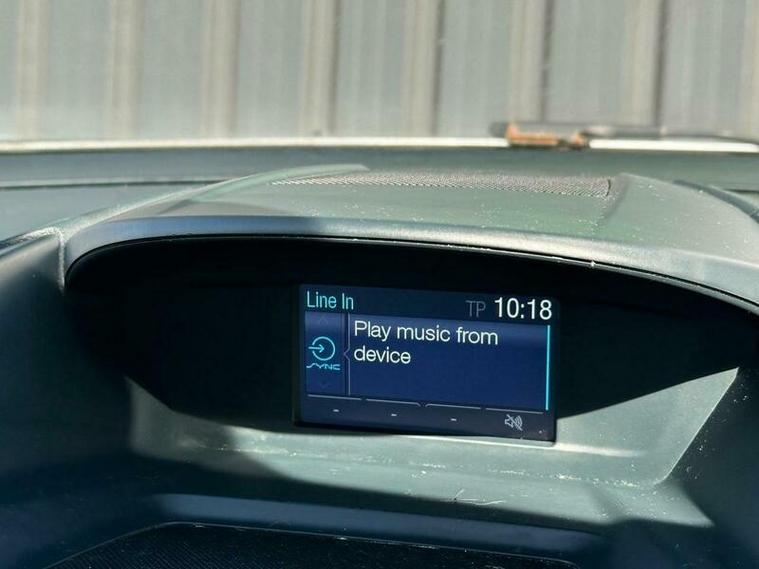 Line In
TP 10:18
Play music from
device
SYNC